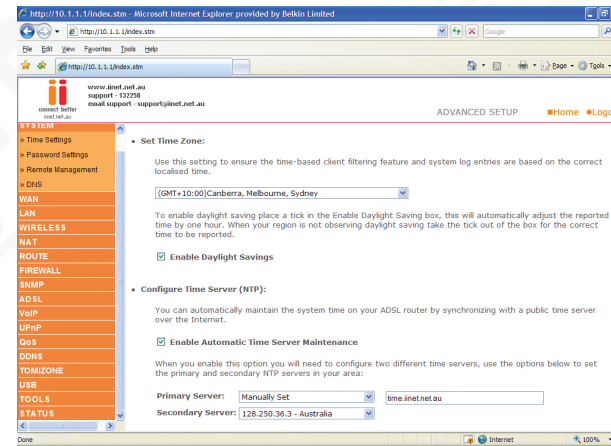 http://10.1.1.1/index.stm - Microsoft Internet Explorer provided by Belkin Limited
http://10.1.1.1/index.stm
Google
File Edit View Favorites Tools Help
http://10.1.1.1/index.stm
Page
Tools
connect better
iinet.net.au
www.iinet.net.au
support - 132258
email support - support@iinet.net.au
ADVANCED SETUP
Home
SYSTEM
» Time Settings
» Password Settings
» Remote Management
» DNS
WAN
LAN
WIRELESS
NAT
ROUTE
FIREWALL
SNMP
ADSL
VoIP
UPnP
QoS
DDNS
TOMIZONE
USB
TOOLS
STATUS
• Set Time Zone:
Use this setting to ensure the time-based client filtering feature and system log entries are based on the correct
localised time.
(GMT+10:00)Canberra, Melbourne, Sydney
To enable daylight saving place a tick in the Enable Daylight Saving box, this will automatically adjust the reported
time by one hour. When your region is not observing daylight saving take the tick out of the box for the correct
time to be reported.
Enable Daylight Savings
• Configure Time Server (NTP):
You can automatically maintain the system time on your ADSL router by synchronizing with a public time server
over the Internet.
Enable Automatic Time Server Maintenance
When you enable this option you will need to configure two different time servers, use the options below to set
the primary and secondary NTP servers in your area:
Primary Server: Manually Set time.iinet.net.au
Secondary Server: 128.250.36.3 - Australia
Done
Internet
100%